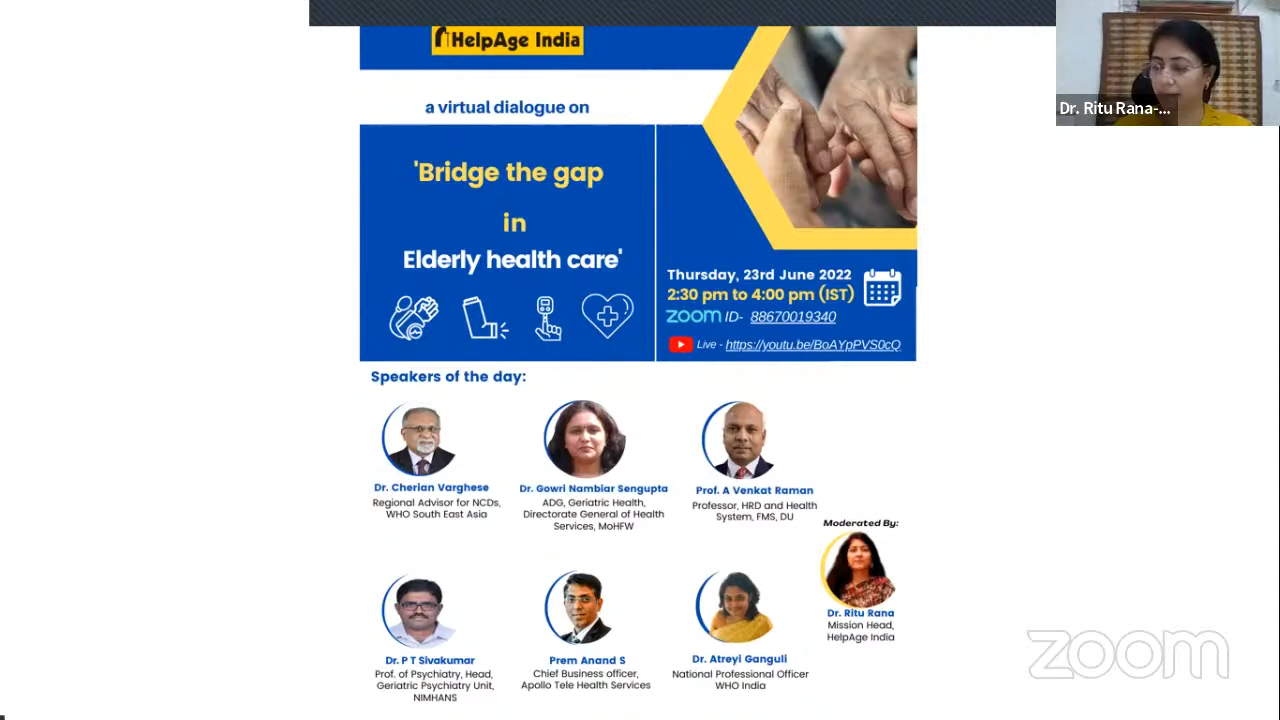 HelpAge India
Dr. Ritu Rana-...
a virtual dialogue on
'Bridge the gap
in
Elderly health care'
Thursday, 23rd June 2022
2:30 pm to 4:00 pm (IST)
zoom ID- 88670019340
Live - https://youtu.be/BoAYpPVS0cQ
Speakers of the day:
Dr. Cherian Varghese
Regional Advisor for NCDs,
WHO South East Asia
Dr. Gowri Nambiar Sengupta
ADG, Geriatric Health,
Directorate General of Health
Services, MoHFW
Prof. A Venkat Raman
Professor, HRD and Health
System, FMS, DU
Moderated By:
Dr. Ritu Rana
Mission Head,
HelpAge India
Dr. P T Sivakumar
Prof. of Psychiatry, Head,
Geriatric Psychiatry Unit,
NIMHANS
Prem Anand S
Chief Business officer,
Apollo Tele Health Services
Dr. Atreyi Ganguli
National Professional Officer
WHO India
zoom